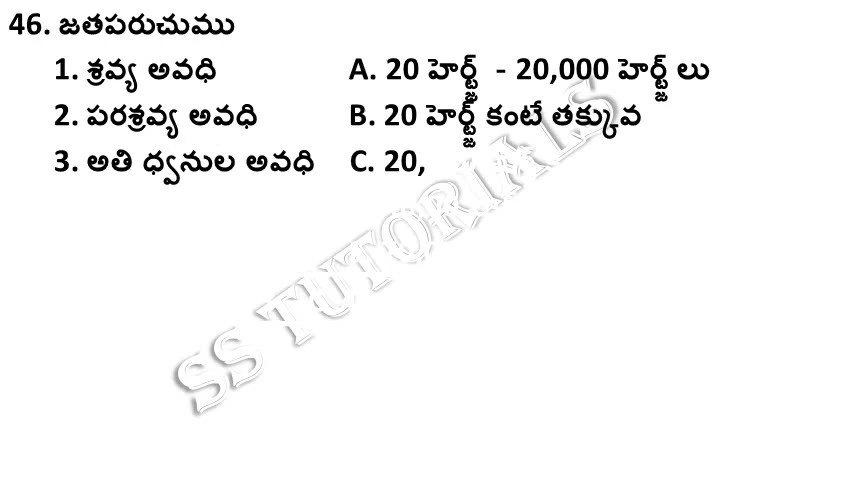 46. జతపరుచుము
1. శ్రవ్య అవధి A. 20 హెర్ట్జ్ - 20,000 హెర్ట్జ్ లు
2. పరశ్రవ్య అవధి B. 20 హెర్ట్జ్ కంటే తక్కువ
3. అతి ధ్వనుల అవధి C. 20,
SS TUTORIALS